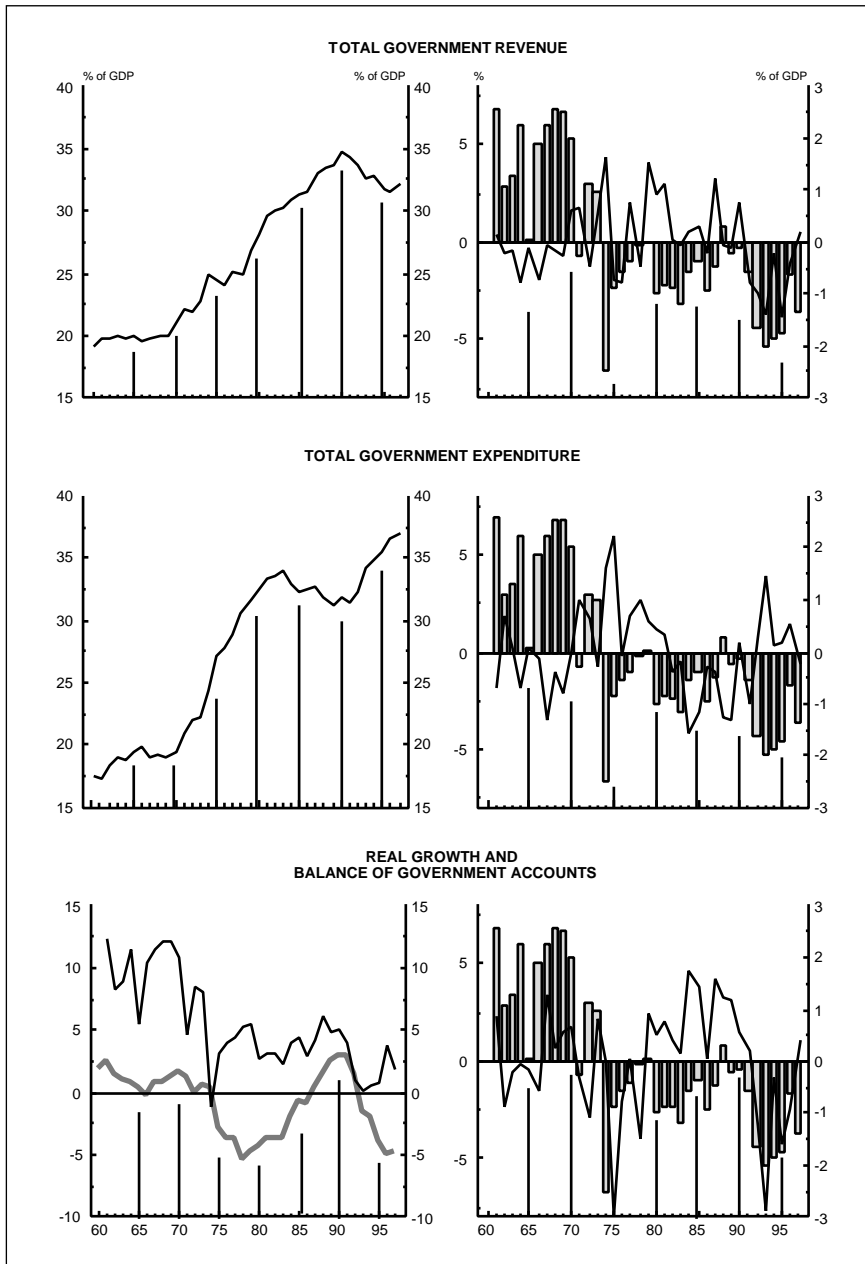 TOTAL GOVERNMENT REVENUE
% of GDP % of GDP % % of GDP
40 40 3
35 35 5 2
30 30 1
25 25 0 0
-1
20 20 -5 -2
15 15 -3
TOTAL GOVERNMENT EXPENDITURE
40 40 3
35 35 5 2
30 30 1
25 25 0 0
-1
20 20 -5 -2
15 15 -3
REAL GROWTH AND
BALANCE OF GOVERNMENT ACCOUNTS
15 15 3
10 10 5 2
5 5 1
0 0 0 0
-1
-5 -5 -5 -2
-10 -10 -3
60 65 70 75 80 85 90 95 60 65 70 75 80 85 90 95